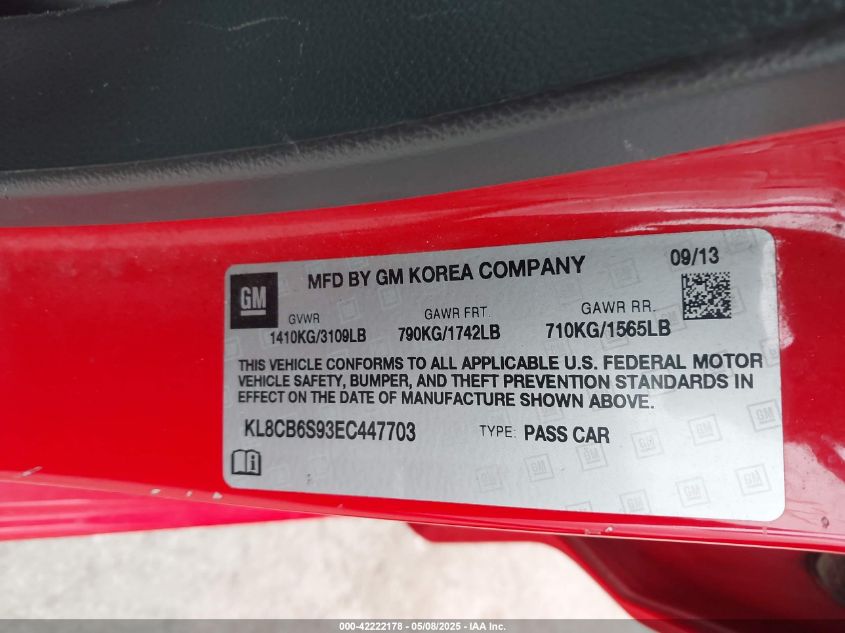 GM
MFD BY GM KOREA COMPANY
09/13
GVWR
1410KG/3109LB
GAWR FRT.
790KG/1742LB
GAWR RR.
710KG/1565LB
THIS VEHICLE CONFORMS TO ALL APPLICABLE U.S. FEDERAL MOTOR
VEHICLE SAFETY, BUMPER, AND THEFT PREVENTION STANDARDS IN
EFFECT ON THE DATE OF MANUFACTURE SHOWN ABOVE.
KL8CB6S93EC447703
TYPE: PASS CAR
000-42222178 - 05/08/2025 - IAA Inc.